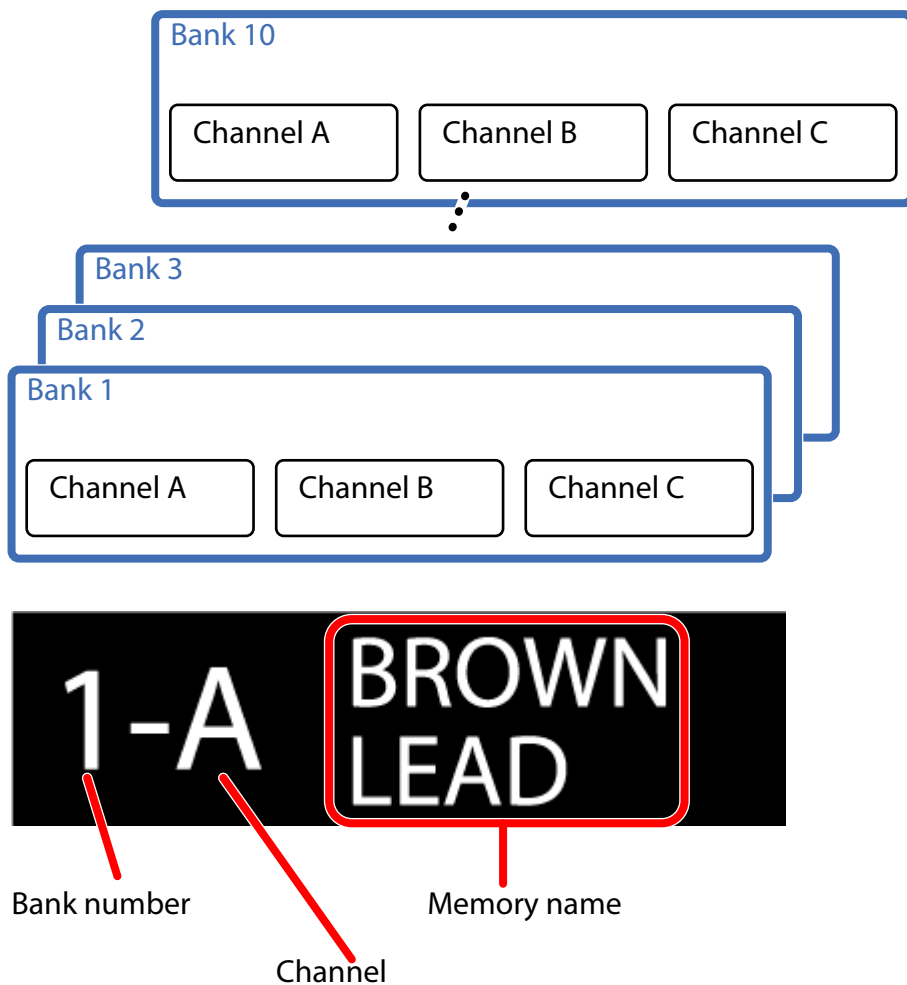 Bank 10
Channel A
Channel B
Channel C
Bank 3
Bank 2
Bank 1
Channel A
Channel B
Channel C
1-A
BROWN
LEAD
Bank number
Memory name
Channel